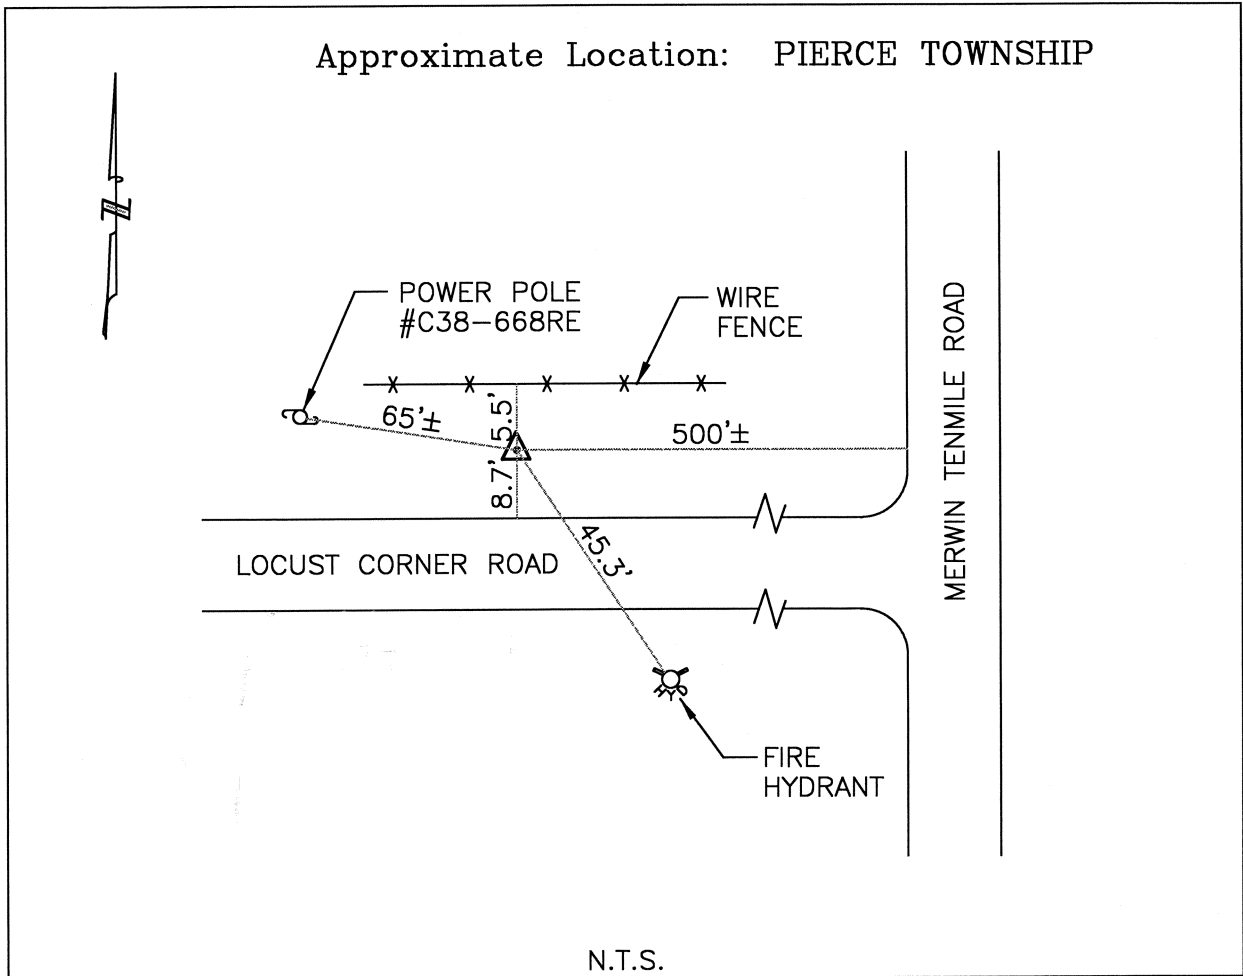 Approximate Location: PIERCE TOWNSHIP
N
POWER POLE
#C38-668RE
WIRE
FENCE
65'±
5.5'
500'±
8.7'
45.3'
LOCUST CORNER ROAD
MERWIN TENMILE ROAD
HYD
FIRE
HYDRANT
N.T.S.